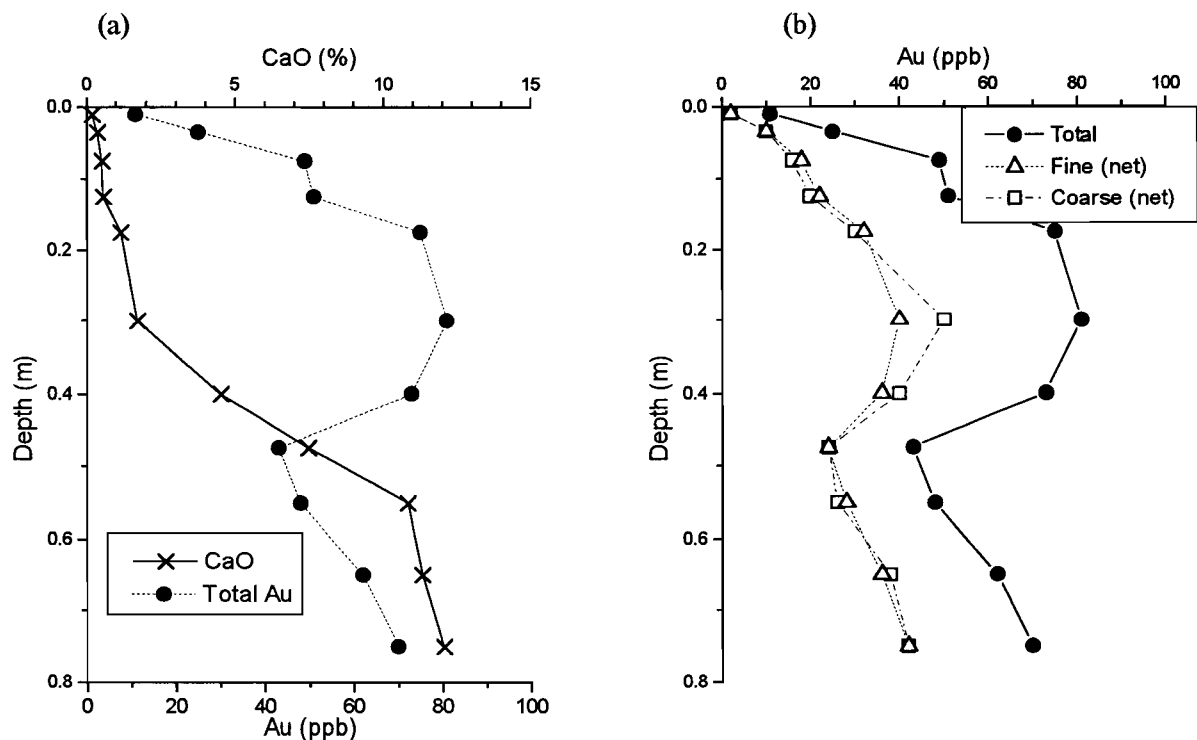 (a)
CaO (%)
0 5 10 15
0.0
0.2
0.4
0.6
0.8
Depth (m)
CaO
Total Au
0 20 40 60 80 100
Au (ppb)
(b)
Au (ppb)
0 20 40 60 80 100
0.0
0.2
0.4
0.6
0.8
Depth (m)
Total
Fine (net)
Coarse (net)